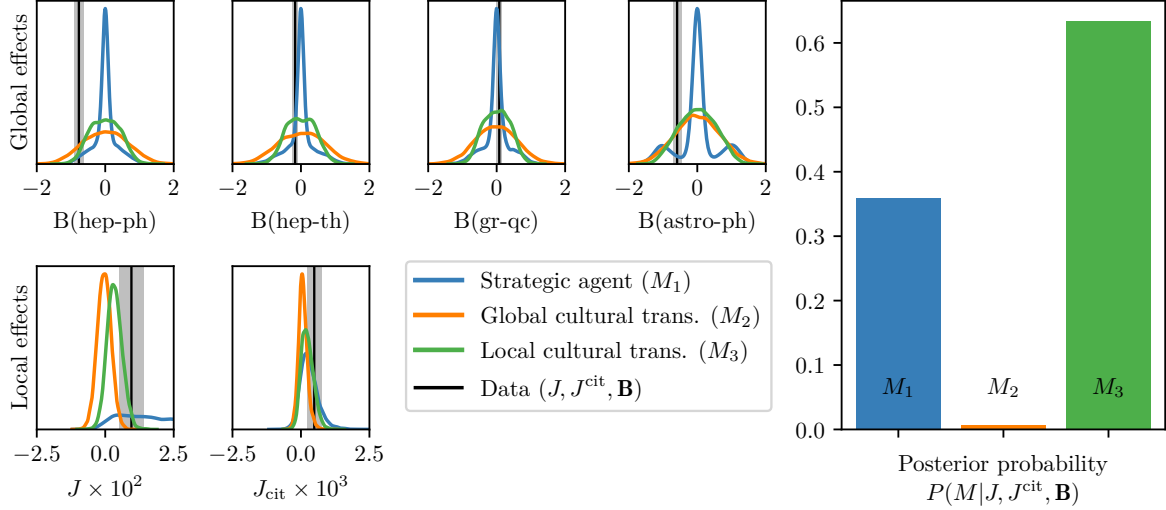 Global effects
−2 0 2
B(hep-ph)
−2 0 2
B(hep-th)
−2 0 2
B(gr-qc)
−2 0 2
B(astro-ph)
Local effects
−2.5 0.0 2.5
J × 10²
−2.5 0.0 2.5
J_cit × 10³
Strategic agent (M₁)
Global cultural trans. (M₂)
Local cultural trans. (M₃)
Data (J, J^cit, B)
0.6
0.5
0.4
0.3
0.2
0.1
0.0
M₁ M₂ M₃
Posterior probability
P(M|J, J^cit, B)